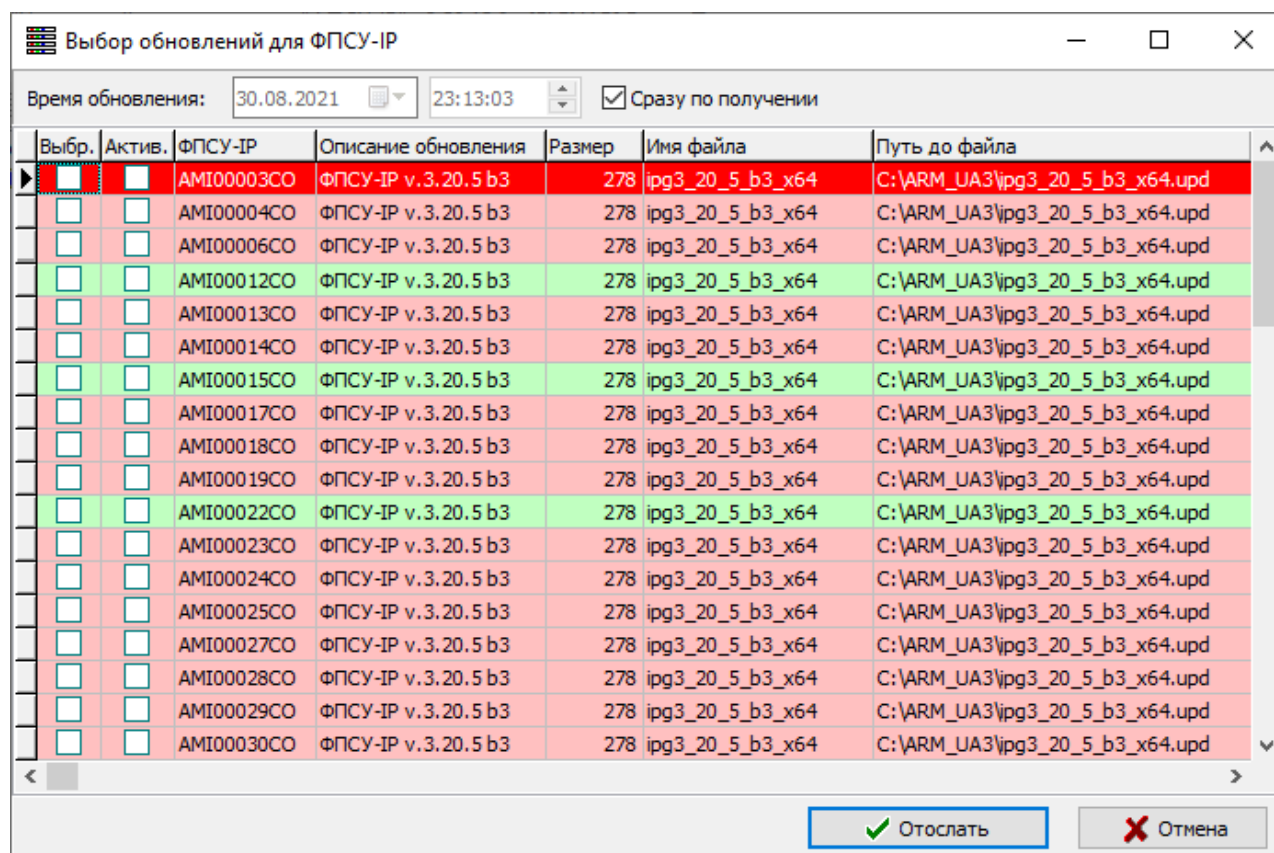 Выбор обновлений для ФПСУ-IP
Время обновления: 30.08.2021 23:13:03 Сразу по получении
Выбр. Актив. ФПСУ-IP Описание обновления Размер Имя файла Путь до файла
AMI00003CO ФПСУ-IP v.3.20.5 b3 278 ipg3_20_5_b3_x64 C:\ARM_UA3\ipg3_20_5_b3_x64.upd
AMI00004CO ФПСУ-IP v.3.20.5 b3 278 ipg3_20_5_b3_x64 C:\ARM_UA3\ipg3_20_5_b3_x64.upd
AMI00006CO ФПСУ-IP v.3.20.5 b3 278 ipg3_20_5_b3_x64 C:\ARM_UA3\ipg3_20_5_b3_x64.upd
AMI00012CO ФПСУ-IP v.3.20.5 b3 278 ipg3_20_5_b3_x64 C:\ARM_UA3\ipg3_20_5_b3_x64.upd
AMI00013CO ФПСУ-IP v.3.20.5 b3 278 ipg3_20_5_b3_x64 C:\ARM_UA3\ipg3_20_5_b3_x64.upd
AMI00014CO ФПСУ-IP v.3.20.5 b3 278 ipg3_20_5_b3_x64 C:\ARM_UA3\ipg3_20_5_b3_x64.upd
AMI00015CO ФПСУ-IP v.3.20.5 b3 278 ipg3_20_5_b3_x64 C:\ARM_UA3\ipg3_20_5_b3_x64.upd
AMI00017CO ФПСУ-IP v.3.20.5 b3 278 ipg3_20_5_b3_x64 C:\ARM_UA3\ipg3_20_5_b3_x64.upd
AMI00018CO ФПСУ-IP v.3.20.5 b3 278 ipg3_20_5_b3_x64 C:\ARM_UA3\ipg3_20_5_b3_x64.upd
AMI00019CO ФПСУ-IP v.3.20.5 b3 278 ipg3_20_5_b3_x64 C:\ARM_UA3\ipg3_20_5_b3_x64.upd
AMI00022CO ФПСУ-IP v.3.20.5 b3 278 ipg3_20_5_b3_x64 C:\ARM_UA3\ipg3_20_5_b3_x64.upd
AMI00023CO ФПСУ-IP v.3.20.5 b3 278 ipg3_20_5_b3_x64 C:\ARM_UA3\ipg3_20_5_b3_x64.upd
AMI00024CO ФПСУ-IP v.3.20.5 b3 278 ipg3_20_5_b3_x64 C:\ARM_UA3\ipg3_20_5_b3_x64.upd
AMI00025CO ФПСУ-IP v.3.20.5 b3 278 ipg3_20_5_b3_x64 C:\ARM_UA3\ipg3_20_5_b3_x64.upd
AMI00027CO ФПСУ-IP v.3.20.5 b3 278 ipg3_20_5_b3_x64 C:\ARM_UA3\ipg3_20_5_b3_x64.upd
AMI00028CO ФПСУ-IP v.3.20.5 b3 278 ipg3_20_5_b3_x64 C:\ARM_UA3\ipg3_20_5_b3_x64.upd
AMI00029CO ФПСУ-IP v.3.20.5 b3 278 ipg3_20_5_b3_x64 C:\ARM_UA3\ipg3_20_5_b3_x64.upd
AMI00030CO ФПСУ-IP v.3.20.5 b3 278 ipg3_20_5_b3_x64 C:\ARM_UA3\ipg3_20_5_b3_x64.upd
Отослать Отмена